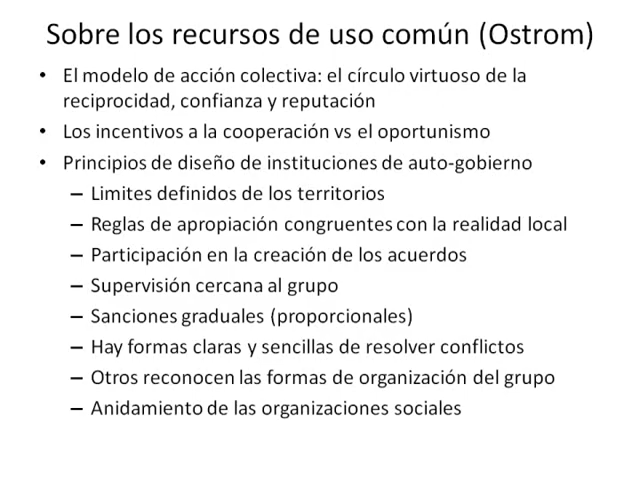 Sobre los recursos de uso común (Ostrom)
• El modelo de acción colectiva: el círculo virtuoso de la
reciprocidad, confianza y reputación
• Los incentivos a la cooperación vs el oportunismo
• Principios de diseño de instituciones de auto-gobierno
– Limites definidos de los territorios
– Reglas de apropiación congruentes con la realidad local
– Participación en la creación de los acuerdos
– Supervisión cercana al grupo
– Sanciones graduales (proporcionales)
– Hay formas claras y sencillas de resolver conflictos
– Otros reconocen las formas de organización del grupo
– Anidamiento de las organizaciones sociales